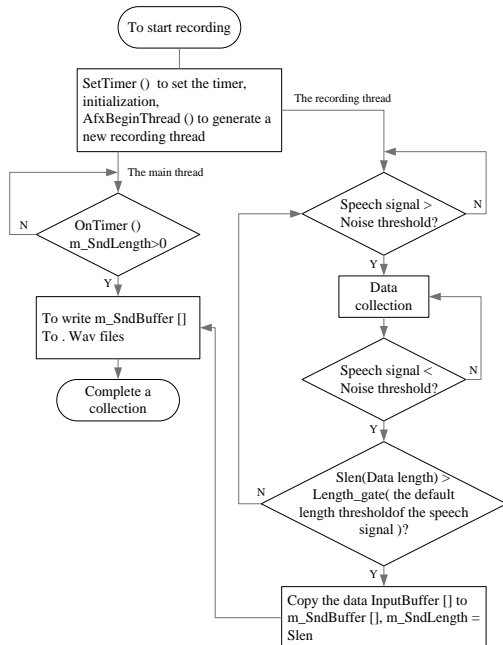 To start recording
SetTimer () to set the timer,
initialization,
AfxBeginThread () to generate a
new recording thread
The recording thread
The main thread
N
OnTimer ()
m_SndLength>0
Y
To write m_SndBuffer []
To . Wav files
Complete a
collection
Speech signal >
Noise threshold?
N
Y
Data
collection
Speech signal <
Noise threshold?
N
Y
Slen(Data length) >
Length_gate( the default
length thresholdof the speech
signal )?
N
Y
Copy the data InputBuffer [] to
m_SndBuffer [], m_SndLength =
Slen